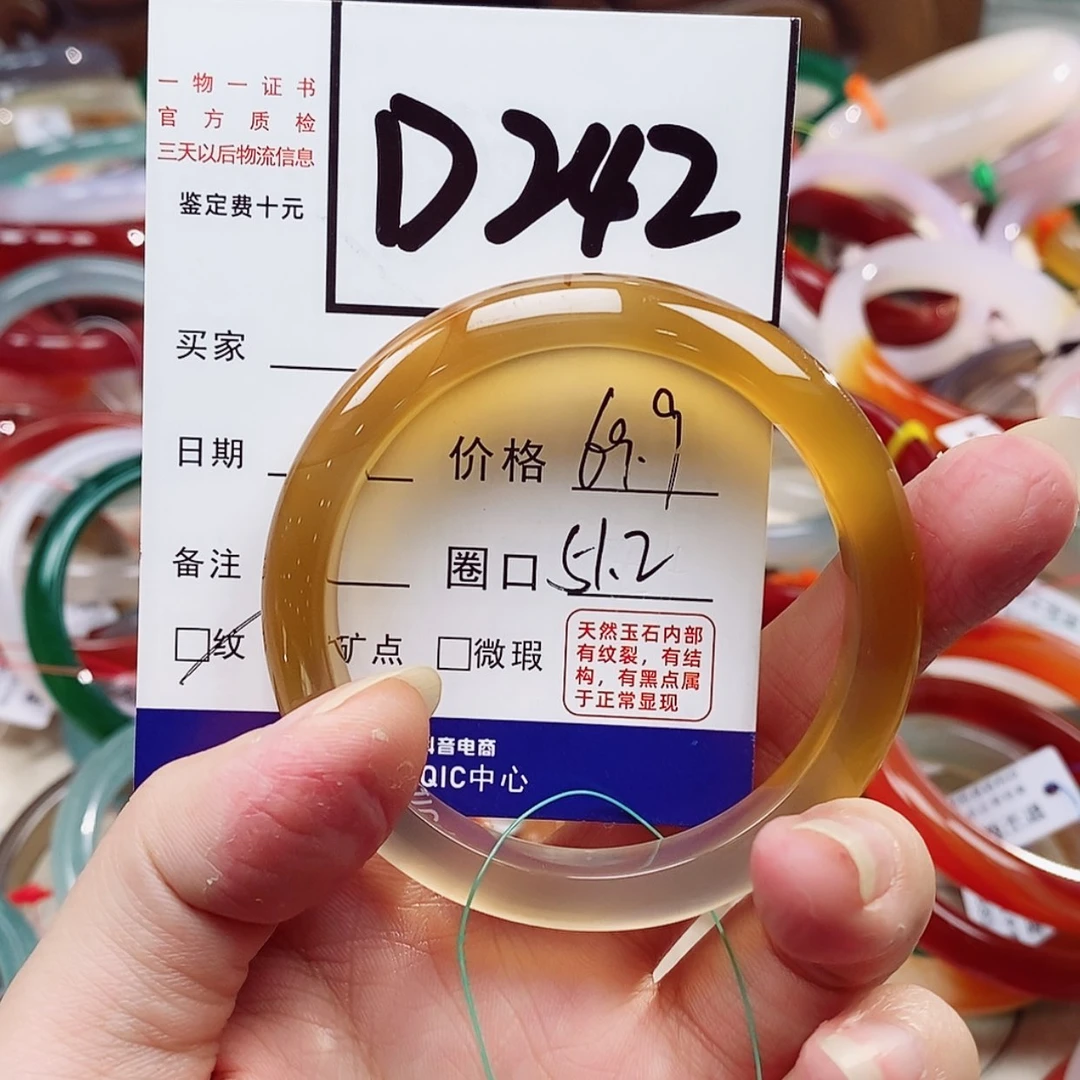 一物一证书
官方质检
三天以后物流信息
鉴定费十元
D242
买家
日期
价格 69.9
备注
圈口 51.2
□纹 矿点 □微瑕
天然玉石内部
有纹裂，有结
构，有黑点属
于正常显现
抖音电商
QIC中心